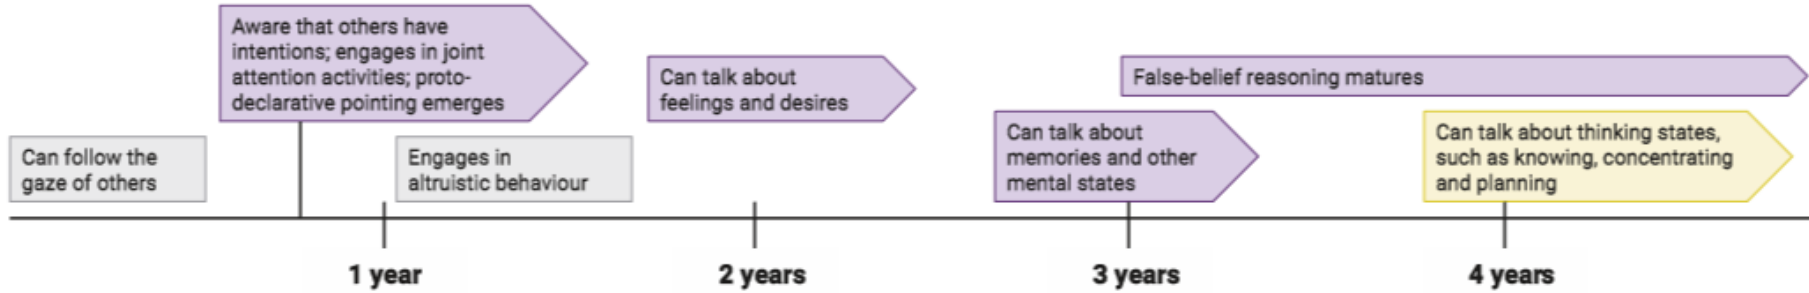 Aware that others have
intentions; engages in joint
attention activities; proto-
declarative pointing emerges
Can follow the
gaze of others
Engages in
altruistic behaviour
Can talk about
feelings and desires
False-belief reasoning matures
Can talk about
memories and other
mental states
Can talk about thinking states,
such as knowing, concentrating
and planning
1 year
2 years
3 years
4 years